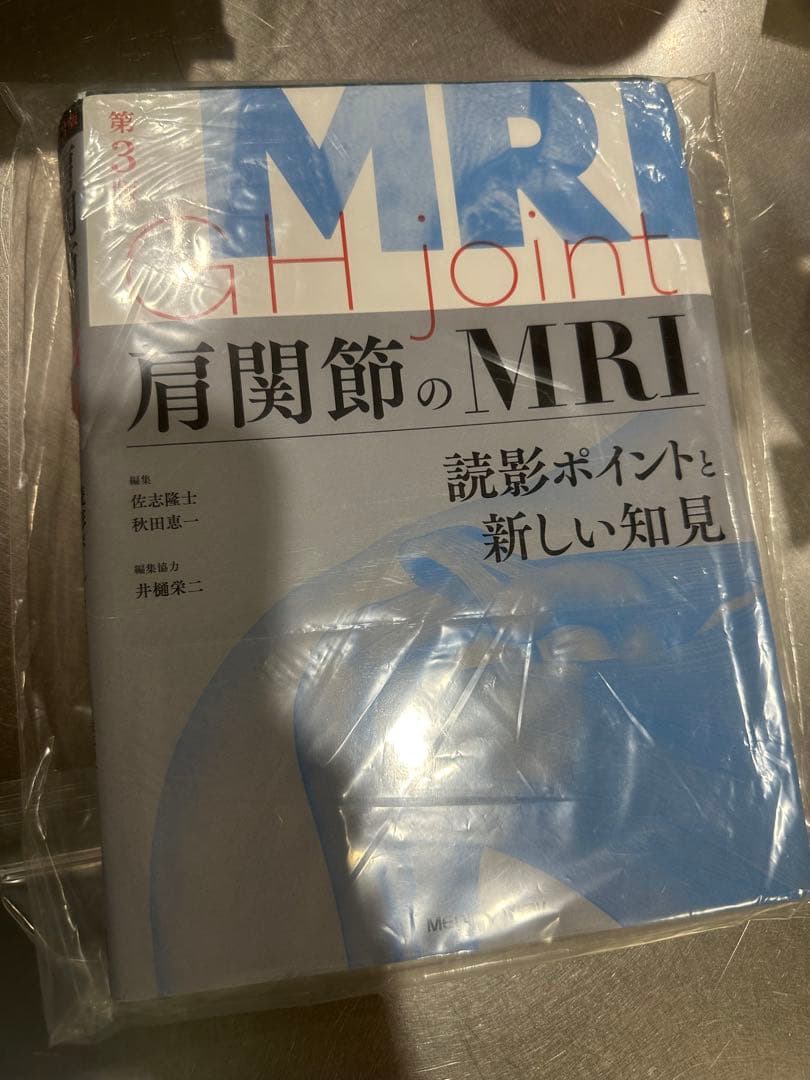 MRI
第3版
GH joint
肩関節のMRI
読影ポイントと
新しい知見
編集
佐志隆士
秋田恵一
編集協力
井樋栄二